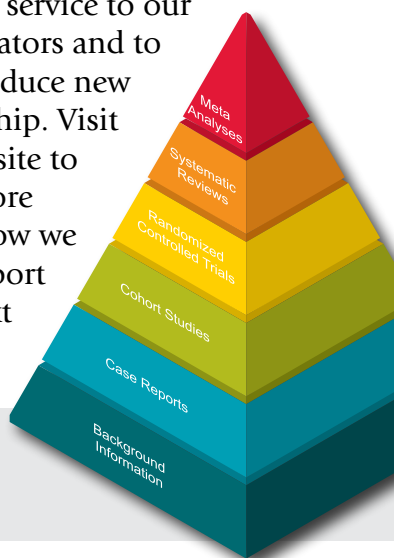 service to our
ators and to
duce new
hip. Visit
site to
ore
ow we
port
t
Meta
Analyses
Systematic
Reviews
Randomized
Controlled Trials
Cohort Studies
Case Reports
Background
Information